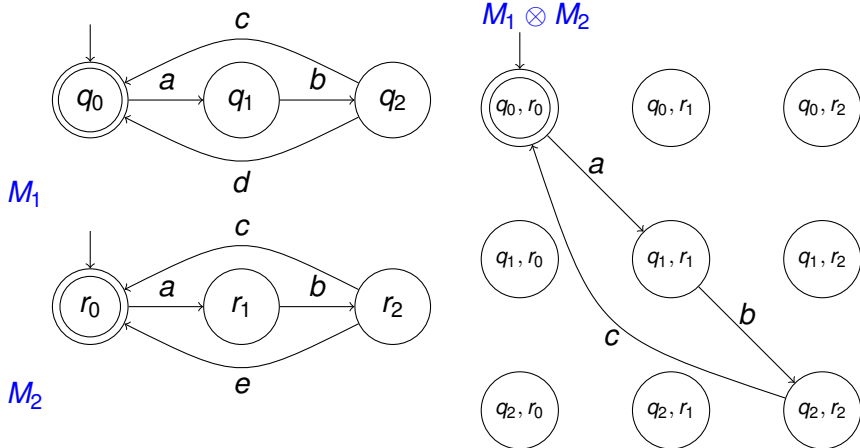 c
q0 a q1 b q2
d
M1
c
r0 a r1 b r2
e
M2
M1 ⊗ M2
q0, r0 q0, r1 q0, r2
a
q1, r0 q1, r1 q1, r2
b
c
q2, r0 q2, r1 q2, r2